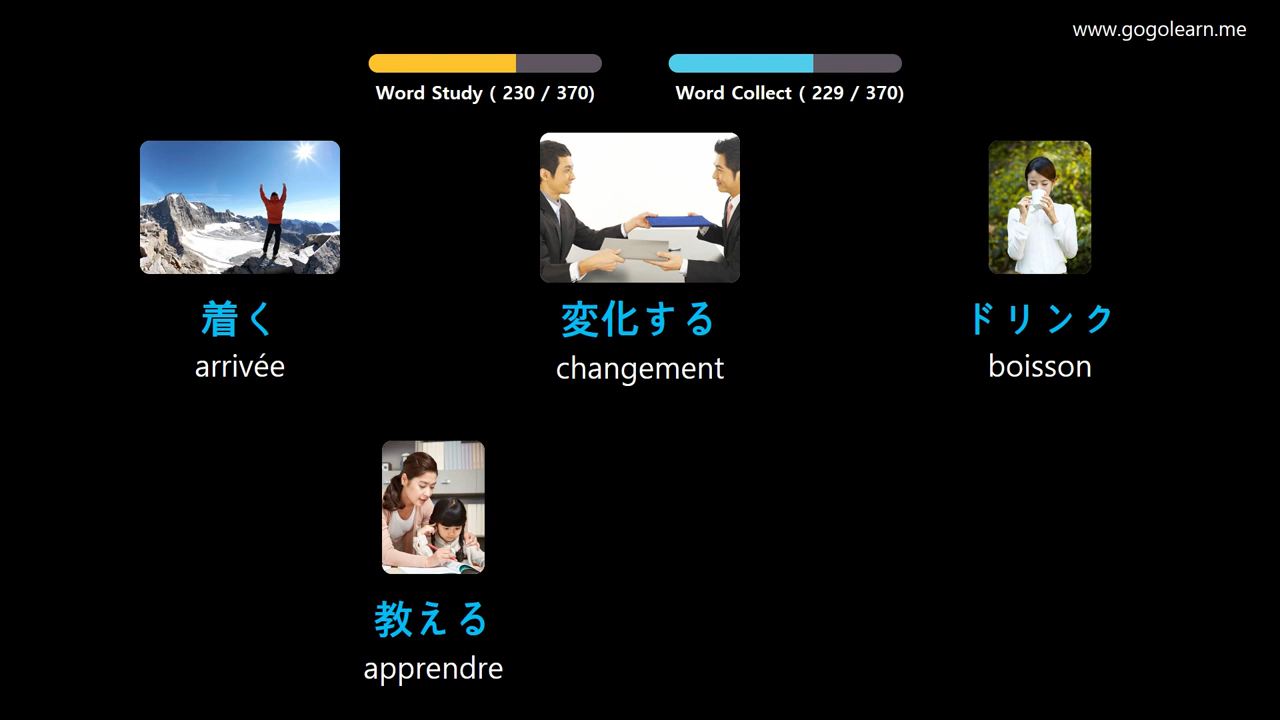 www.gogolearn.me
Word Study ( 230 / 370)
Word Collect ( 229 / 370)
着く
arrivée
変化する
changement
ドリンク
boisson
教える
apprendre